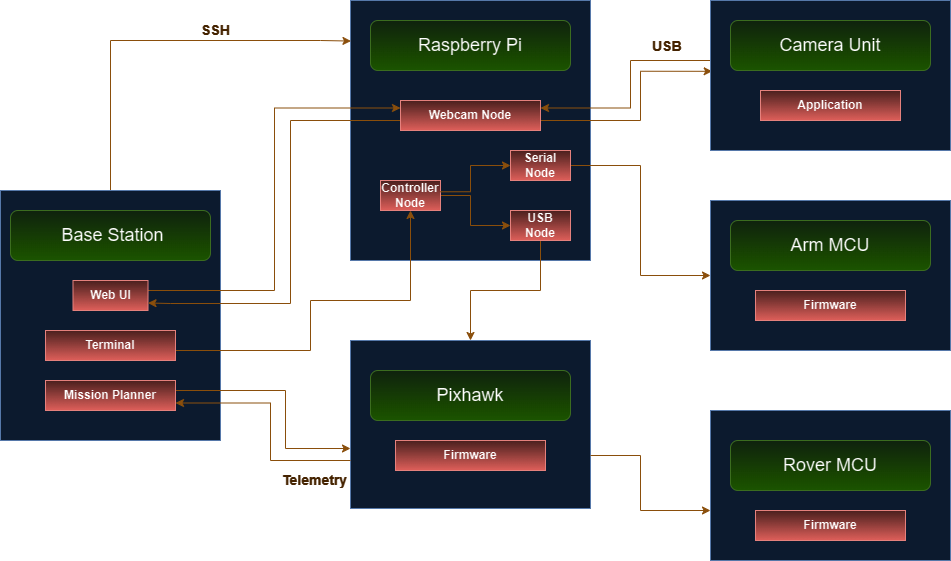 SSH
Raspberry Pi
Webcam Node
Serial
Node
Controller
Node
USB
Node
USB
Camera Unit
Application
Base Station
Web UI
Terminal
Mission Planner
Arm MCU
Firmware
Pixhawk
Firmware
Telemetry
Rover MCU
Firmware